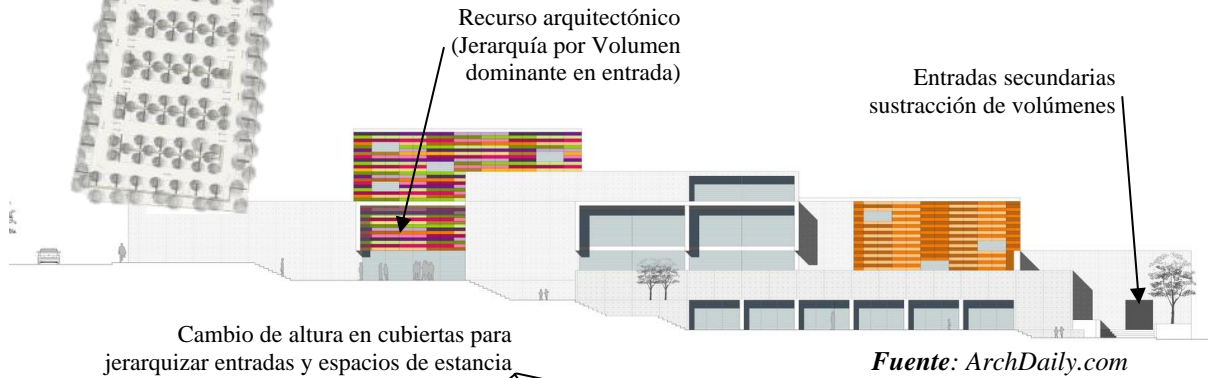 Recurso arquitectónico
(Jerarquía por Volumen
dominante en entrada)
Entradas secundarias
sustracción de volúmenes
Cambio de altura en cubiertas para
jerarquizar entradas y espacios de estancia
Fuente: ArchDaily.com